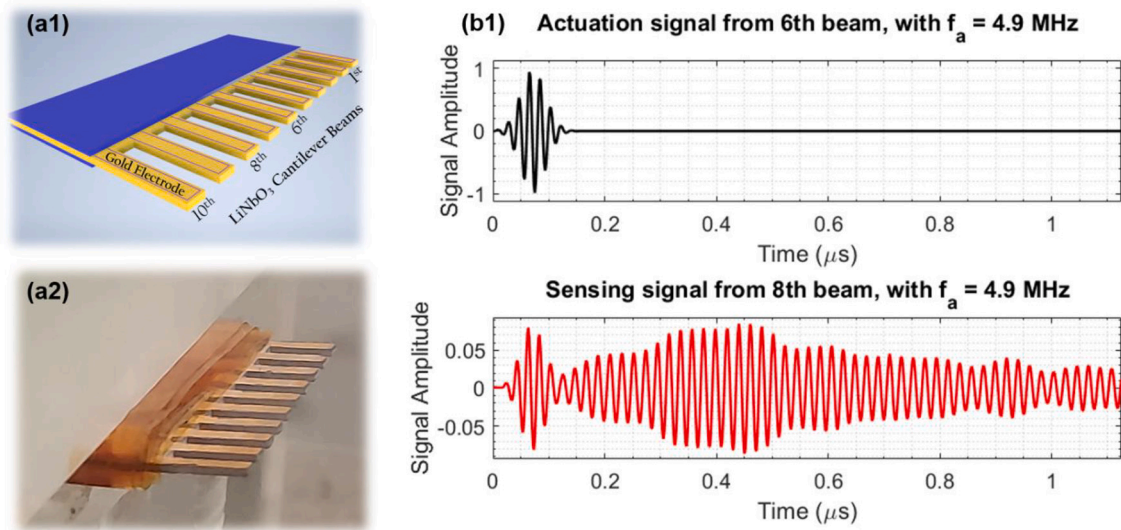 (a1)
Gold Electrode
10th
8th
6th
1st
LiNbO3 Cantilever Beams
(a2)
(b1)
Actuation signal from 6th beam, with fa = 4.9 MHz
Signal Amplitude
1
0
-1
0
0.2
0.4
0.6
0.8
1
Time (μs)
Sensing signal from 8th beam, with fa = 4.9 MHz
Signal Amplitude
0.05
0
-0.05
0
0.2
0.4
0.6
0.8
1
Time (μs)